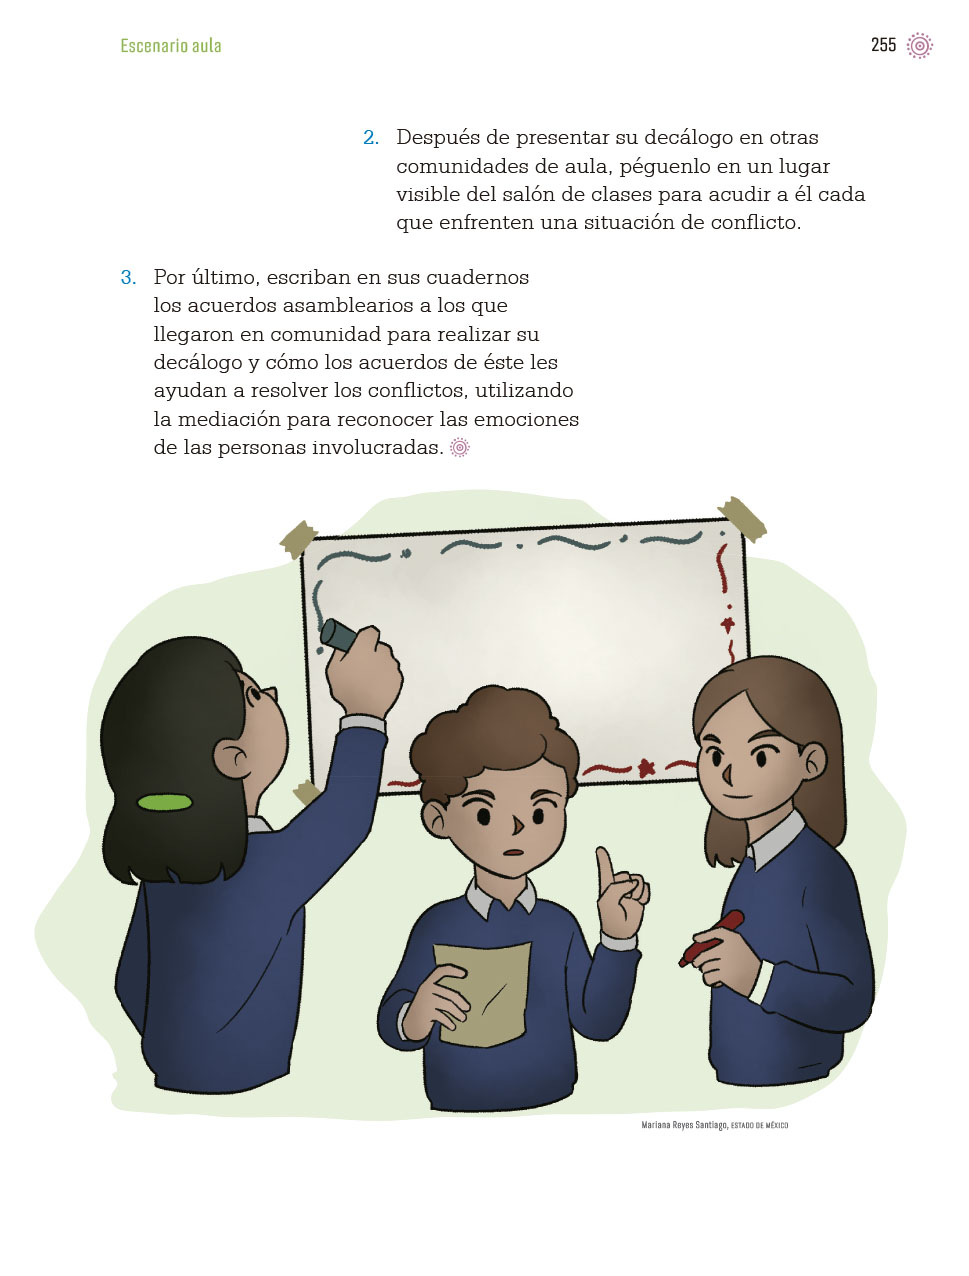 Escenario aula
255
2. Después de presentar su decálogo en otras
comunidades de aula, péguenlo en un lugar
visible del salón de clases para acudir a él cada
que enfrenten una situación de conflicto.
3. Por último, escriban en sus cuadernos
los acuerdos asamblearios a los que
llegaron en comunidad para realizar su
decálogo y cómo los acuerdos de éste les
ayudan a resolver los conflictos, utilizando
la mediación para reconocer las emociones
de las personas involucradas.
Mariana Reyes Santiago, ESTADO DE MÉXICO